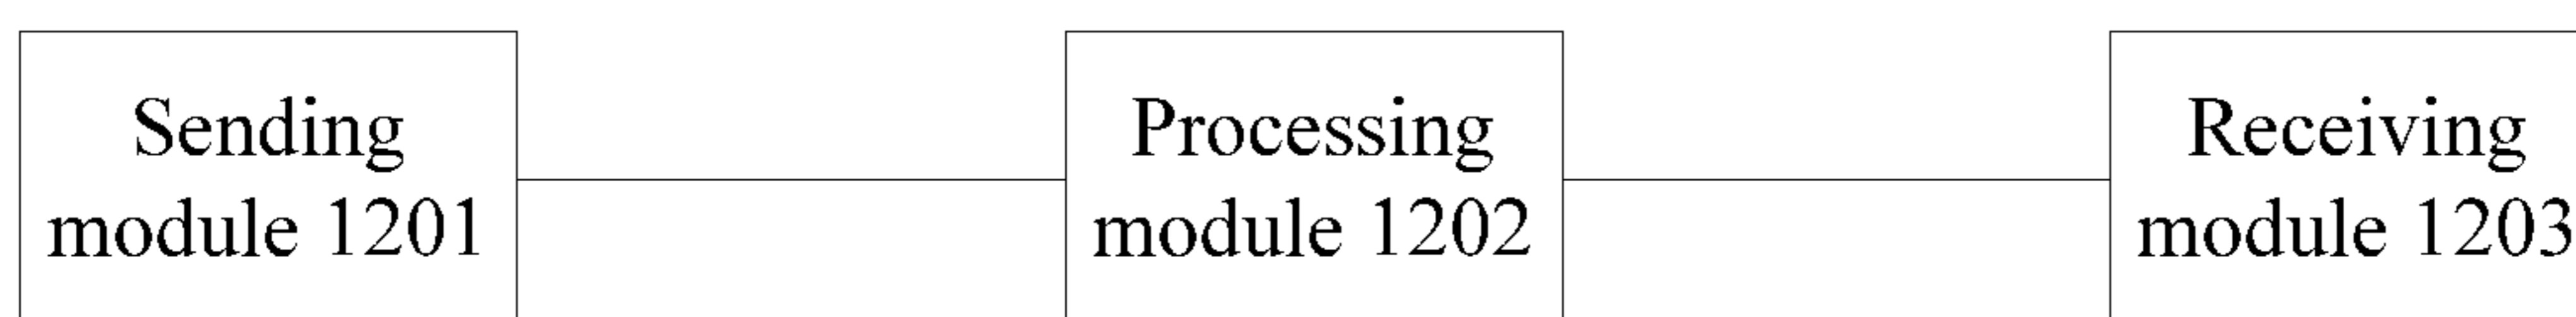 Sending
module 1201
Processing
module 1202
Receiving
module 1203